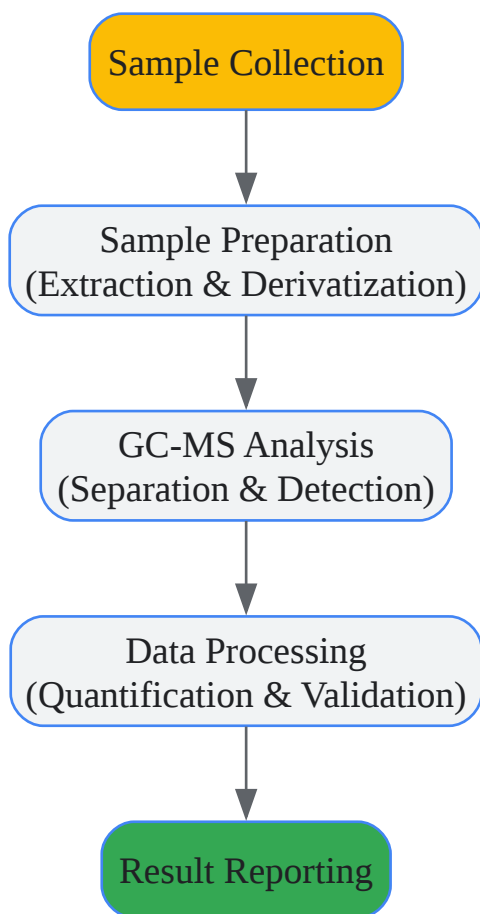 Sample Collection
Sample Preparation
(Extraction & Derivatization)
GC-MS Analysis
(Separation & Detection)
Data Processing
(Quantification & Validation)
Result Reporting